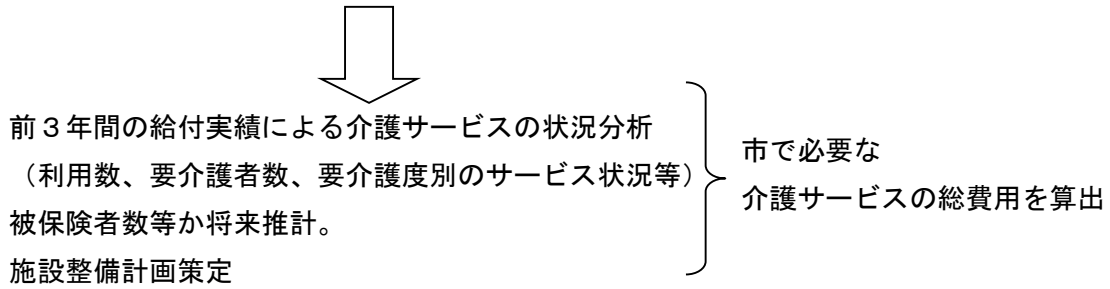 前３年間の給付実績による介護サービスの状況分析
（利用数、要介護者数、要介護度別のサービス状況等）
被保険者数等か将来推計。
施設整備計画策定
市で必要な
介護サービスの総費用を算出